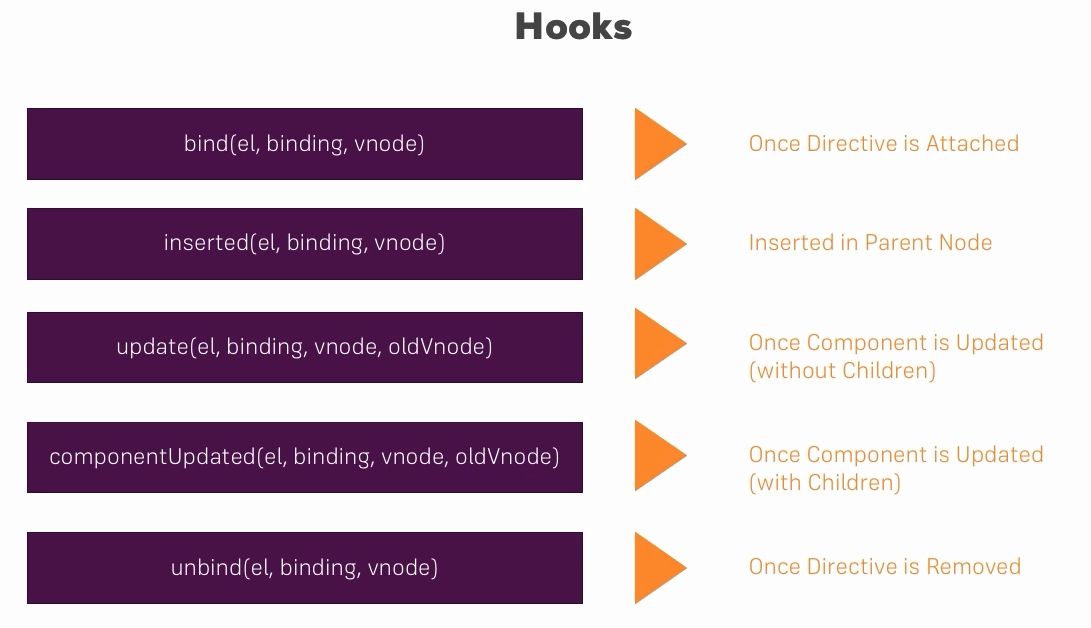 Hooks
bind(el, binding, vnode)
Once Directive is Attached
inserted(el, binding, vnode)
Inserted in Parent Node
update(el, binding, vnode, oldVnode)
Once Component is Updated
(without Children)
componentUpdated(el, binding, vnode, oldVnode)
Once Component is Updated
(with Children)
unbind(el, binding, vnode)
Once Directive is Removed